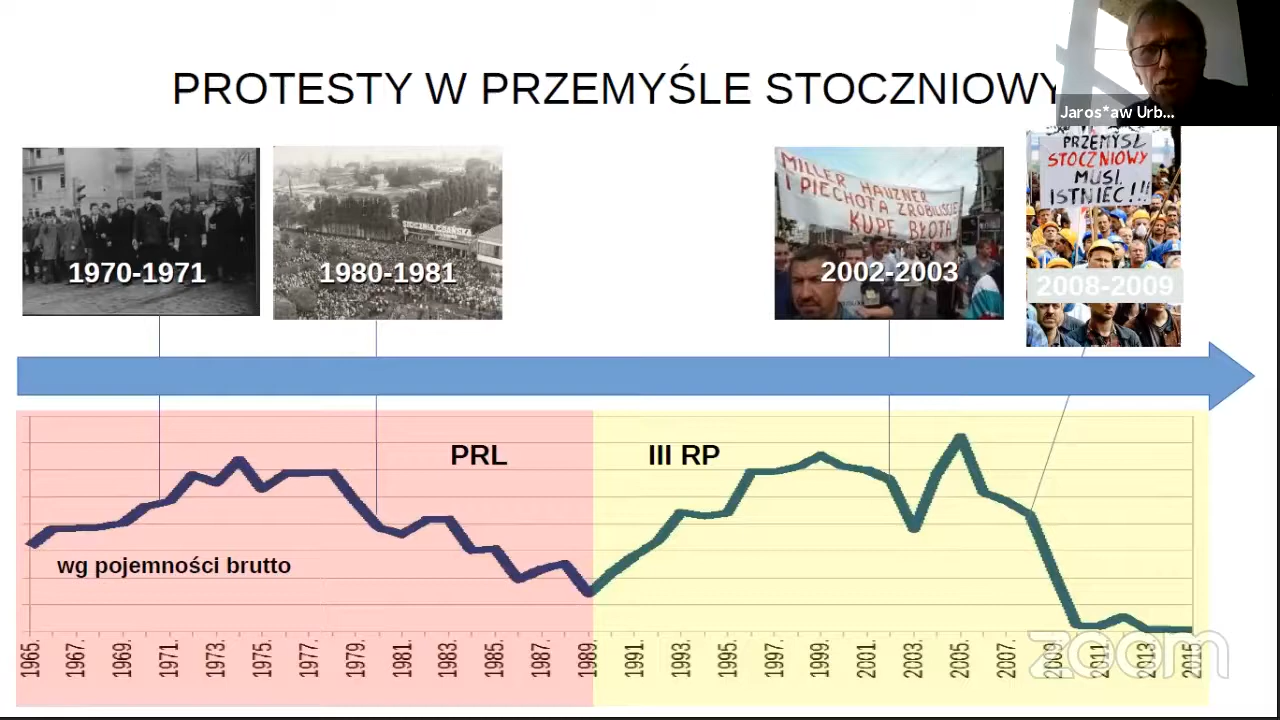 PROTESTY W PRZEMYŚLE STOCZNIOWY
Jaros*aw Urb...
PRZEMYSŁ
STOCZNIOWY
MUSI
ISTNIEĆ!!!
MILLER, HAUZNER
I PIECHOTA ZROBILIŚCIE
KUPĘ BŁOTA
STOCZNIA GDAŃSKA
1970-1971
1980-1981
2002-2003
2008-2009
PRL
III RP
wg pojemności brutto
1965.
1967.
1969.
1971.
1973.
1975.
1977.
1979.
1981.
1983.
1985.
1987.
1989.
1991.
1993.
1995.
1997.
1999.
2001.
2003.
2005.
2007.
2009.
2011.
2013.
2015.
zoom